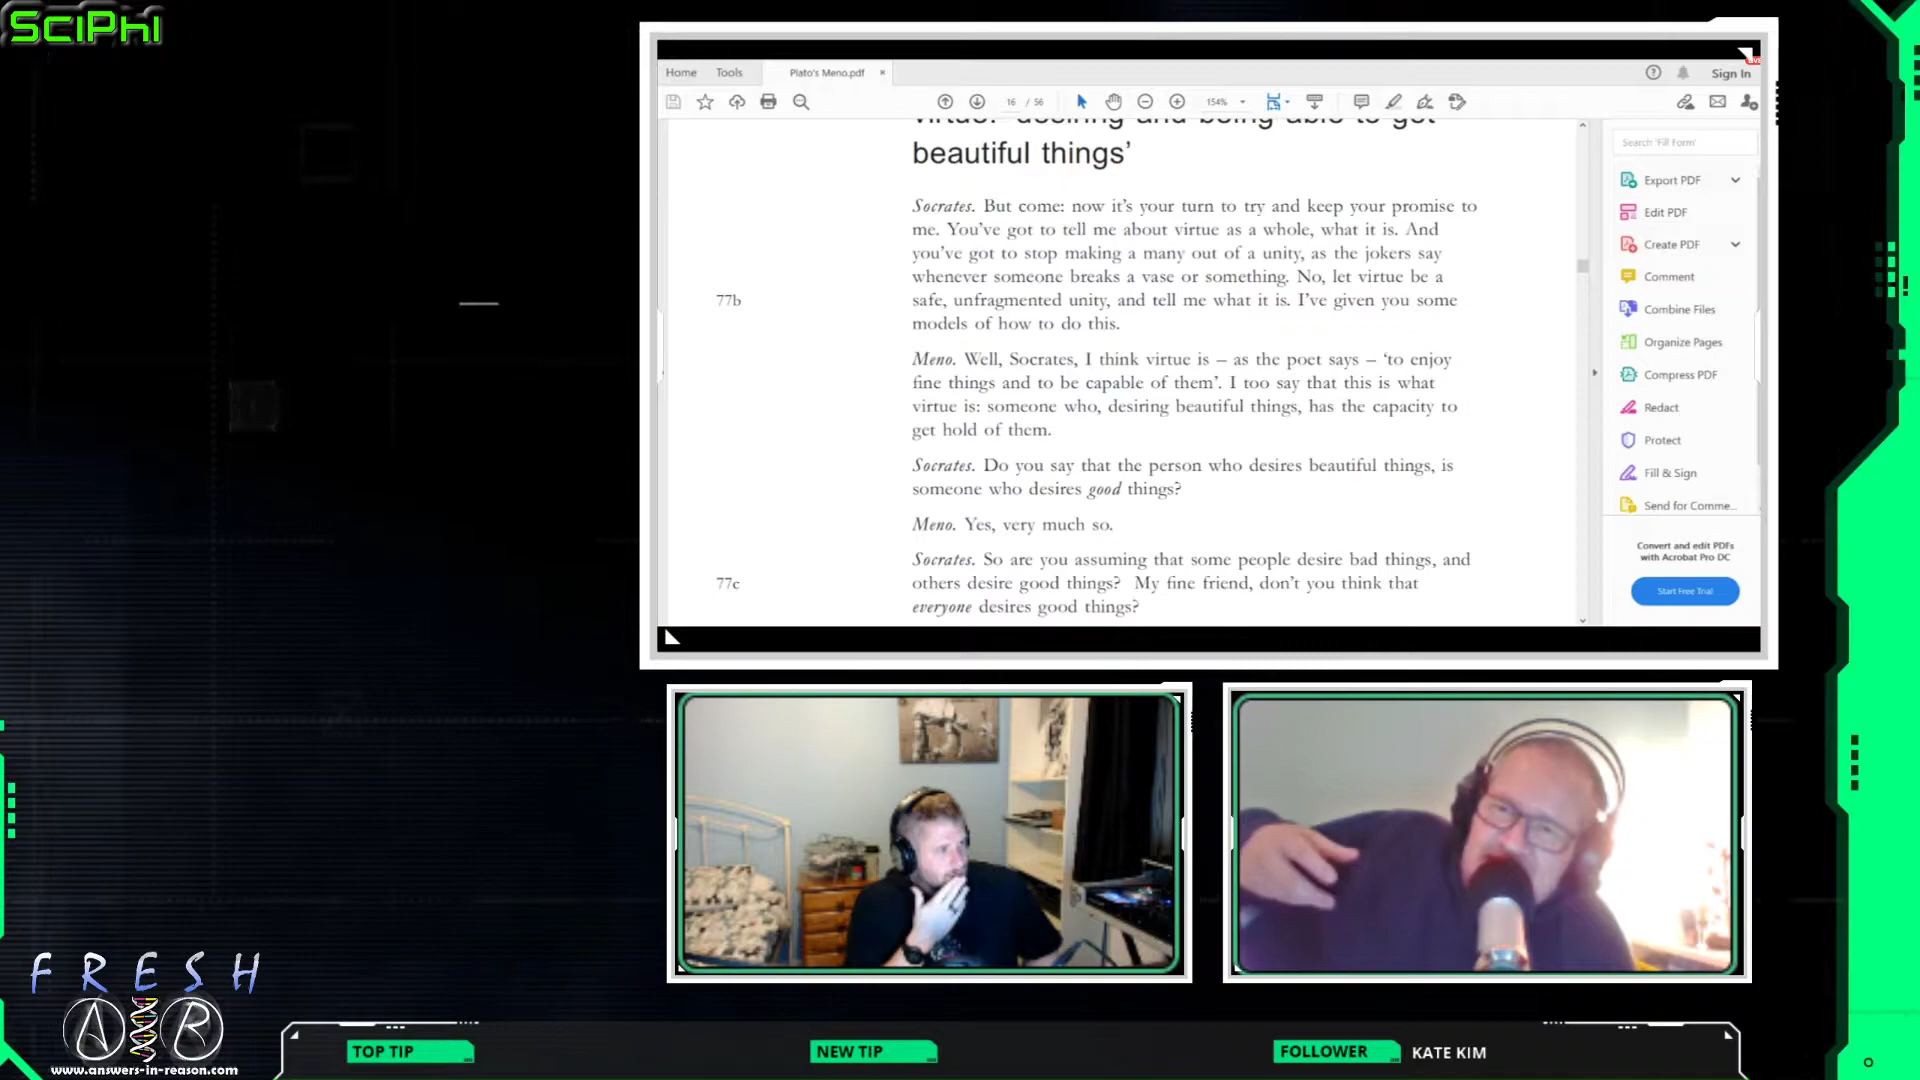 SCIPHI
Home Tools Plato's Meno.pdf × Sign In
16 / 56 154%
virtue: 'desiring and being able to get
beautiful things'
Socrates. But come: now it's your turn to try and keep your promise to
me. You've got to tell me about virtue as a whole, what it is. And
you've got to stop making a many out of a unity, as the jokers say
whenever someone breaks a vase or something. No, let virtue be a
77b safe, unfragmented unity, and tell me what it is. I've given you some
models of how to do this.
Meno. Well, Socrates, I think virtue is – as the poet says – 'to enjoy
fine things and to be capable of them'. I too say that this is what
virtue is: someone who, desiring beautiful things, has the capacity to
get hold of them.
Socrates. Do you say that the person who desires beautiful things, is
someone who desires good things?
Meno. Yes, very much so.
Socrates. So are you assuming that some people desire bad things, and
77c others desire good things? My fine friend, don't you think that
everyone desires good things?
Search 'Fill Form'
Export PDF
Edit PDF
Create PDF
Comment
Combine Files
Organize Pages
Compress PDF
Redact
Protect
Fill & Sign
Send for Comme...
Convert and edit PDFs
with Acrobat Pro DC
Start Free Trial
FRESH
A R
www.answers-in-reason.com
TOP TIP
NEW TIP
FOLLOWER KATE KIM